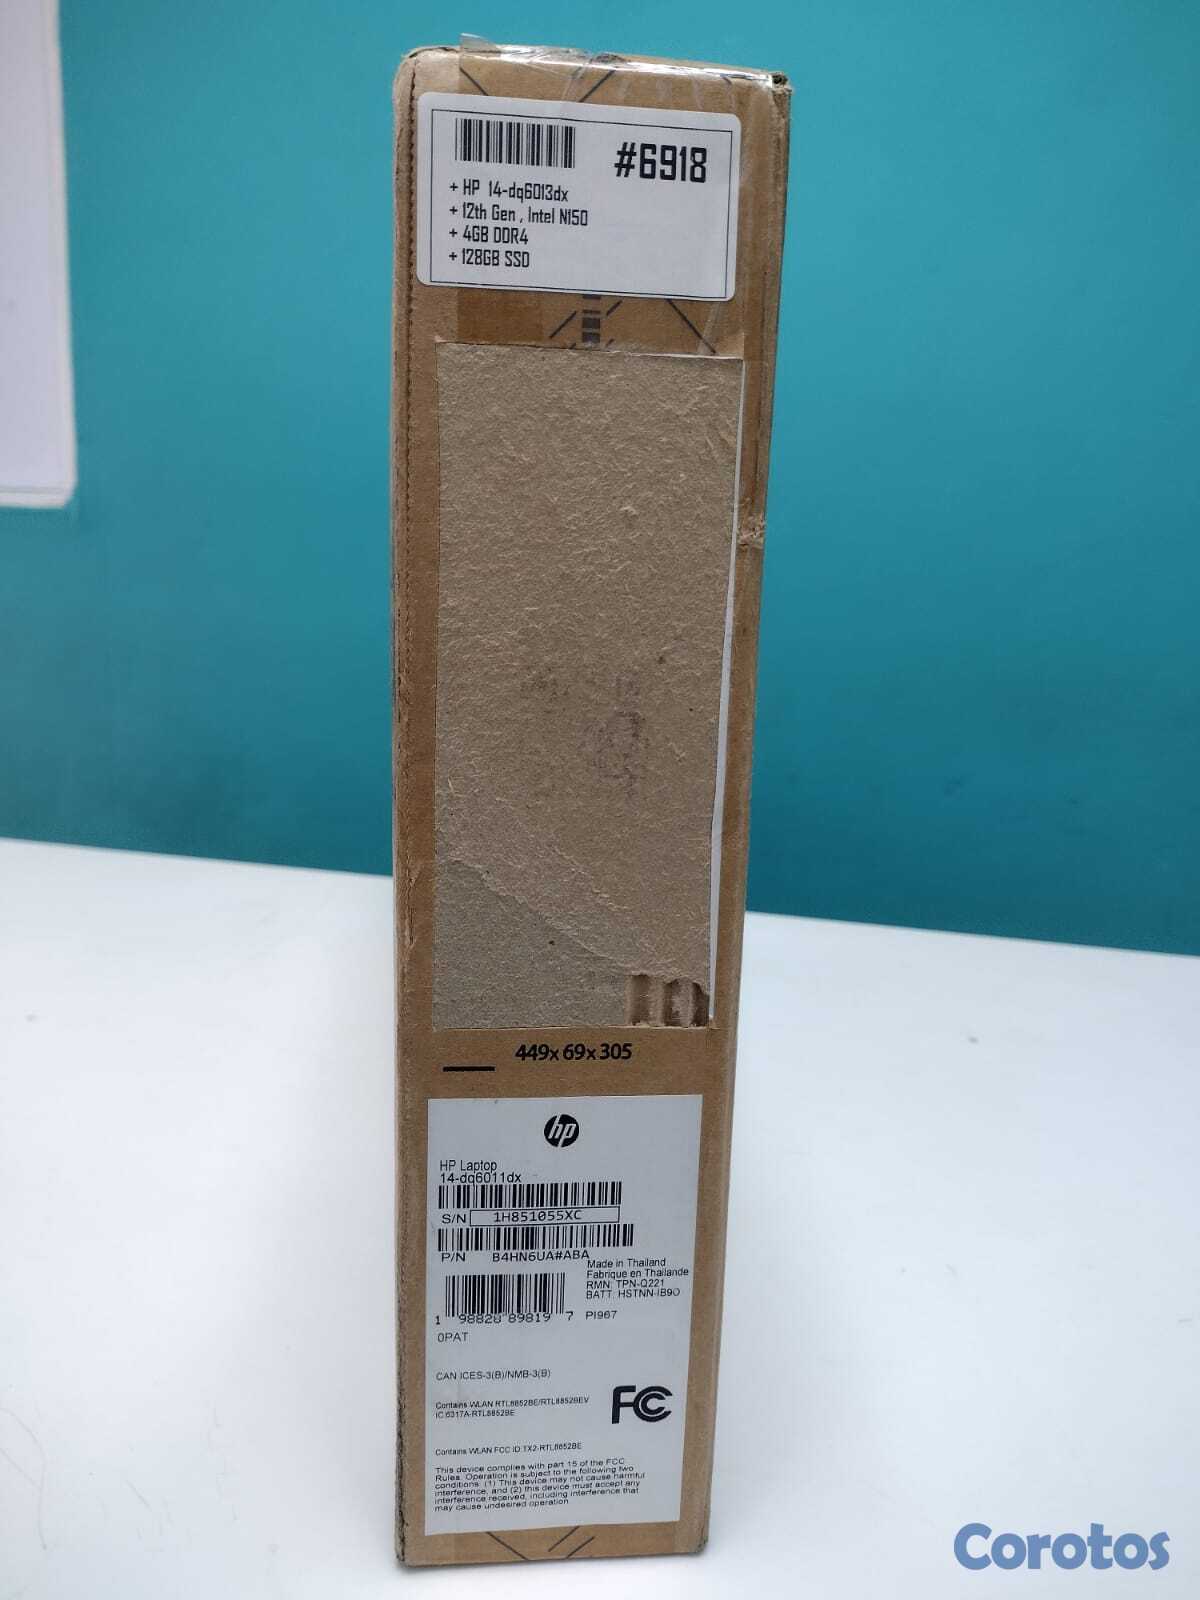 #6918
+ HP 14-dq6013dx
+ 12th Gen , Intel N150
+ 4GB DDR4
+ 128GB SSD
449x 69x 305
hp
HP Laptop
14-dq6011dx
S/N 1H851055XC
P/N B4HN6UA#ABA
Made in Thailand
Fabrique en Thailande
RMN: TPN-Q221
BATT: HSTNN-IB9O
1 98828 89819 7 PI967
0PAT
CAN ICES-3(B)/NMB-3(B)
Contains WLAN RTL8852BE/RTL8852BEV
IC:6317A-RTL8852BE
FC
Contains WLAN FCC ID:TX2-RTL8852BE
This device complies with part 15 of the FCC
Rules. Operation is subject to the following two
conditions: (1) This device may not cause harmful
interference, and (2) this device must accept any
interference received, including interference that
may cause undesired operation.
Corotos